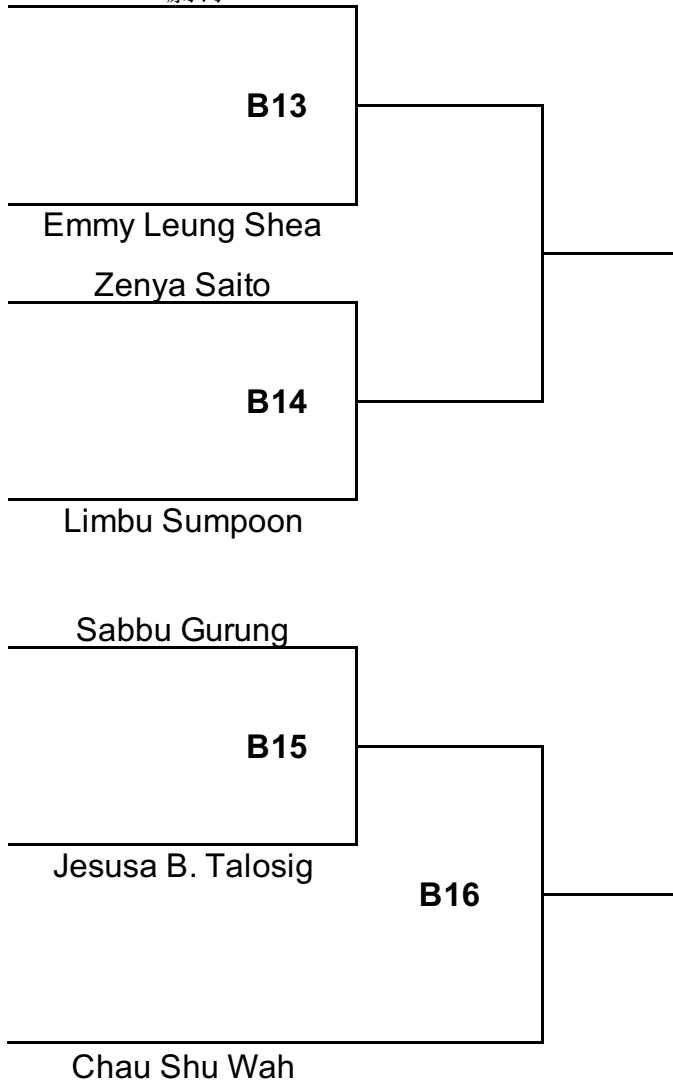 B13
Emmy Leung Shea
Zenya Saito
B14
Limbu Sumpoon
Sabbu Gurung
B15
Jesusa B. Talosig
B16
Chau Shu Wah